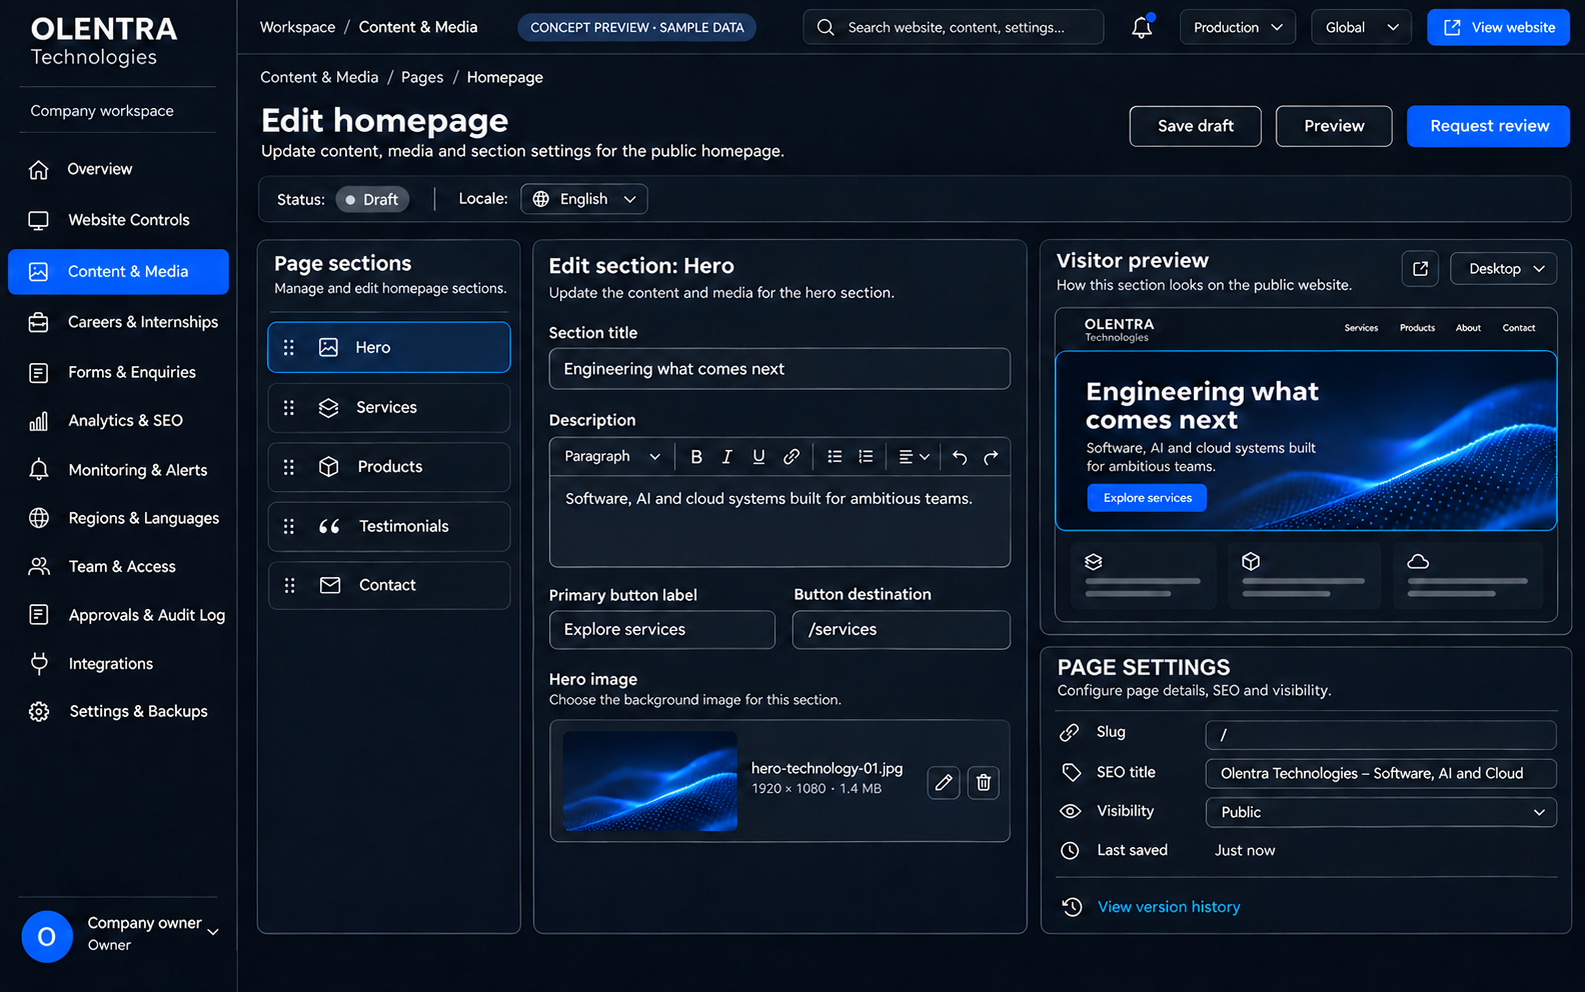 OLENTRA
Technologies
Company workspace
Overview
Website Controls
Content & Media
Careers & Internships
Forms & Enquiries
Analytics & SEO
Monitoring & Alerts
Regions & Languages
Team & Access
Approvals & Audit Log
Integrations
Settings & Backups
O
Company owner
Owner
Workspace / Content & Media
CONCEPT PREVIEW · SAMPLE DATA
Search website, content, settings...
Production
Global
View website
Content & Media / Pages / Homepage
Edit homepage
Update content, media and section settings for the public homepage.
Save draft
Preview
Request review
Status:
Draft
Locale:
English
Page sections
Manage and edit homepage sections.
Hero
Services
Products
Testimonials
Contact
Edit section: Hero
Update the content and media for the hero section.
Section title
Engineering what comes next
Description
Paragraph
B I U
Software, AI and cloud systems built for ambitious teams.
Primary button label
Explore services
Button destination
/services
Hero image
Choose the background image for this section.
hero-technology-01.jpg
1920 × 1080 · 1.4 MB
Visitor preview
How this section looks on the public website.
Desktop
OLENTRA
Technologies
Services Products About Contact
Engineering what
comes next
Software, AI and cloud systems built
for ambitious teams.
Explore services
PAGE SETTINGS
Configure page details, SEO and visibility.
Slug
/
SEO title
Olentra Technologies – Software, AI and Cloud
Visibility
Public
Last saved
Just now
View version history